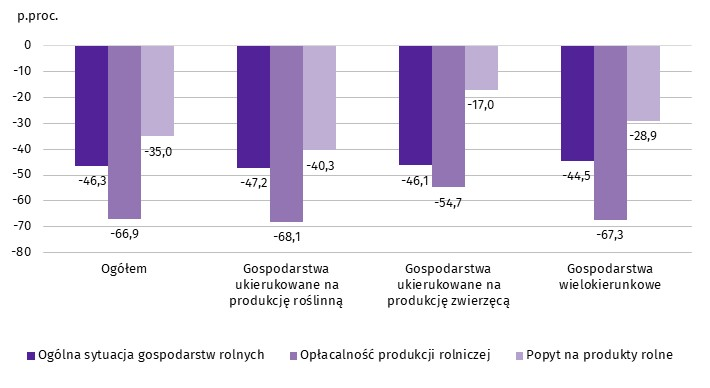 p.proc.
0
-10
-20
-30
-40
-50
-60
-70
-80
-46,3
-66,9
-35,0
-47,2
-68,1
-40,3
-46,1
-54,7
-17,0
-44,5
-67,3
-28,9
Ogółem
Gospodarstwa
ukierukowane na
produkcję roślinną
Gospodarstwa
ukierukowane na
produkcję zwierzęcą
Gospodarstwa
wielokierunkowe
Ogólna sytuacja gospodarstw rolnych
Opłacalność produkcji rolniczej
Popyt na produkty rolne